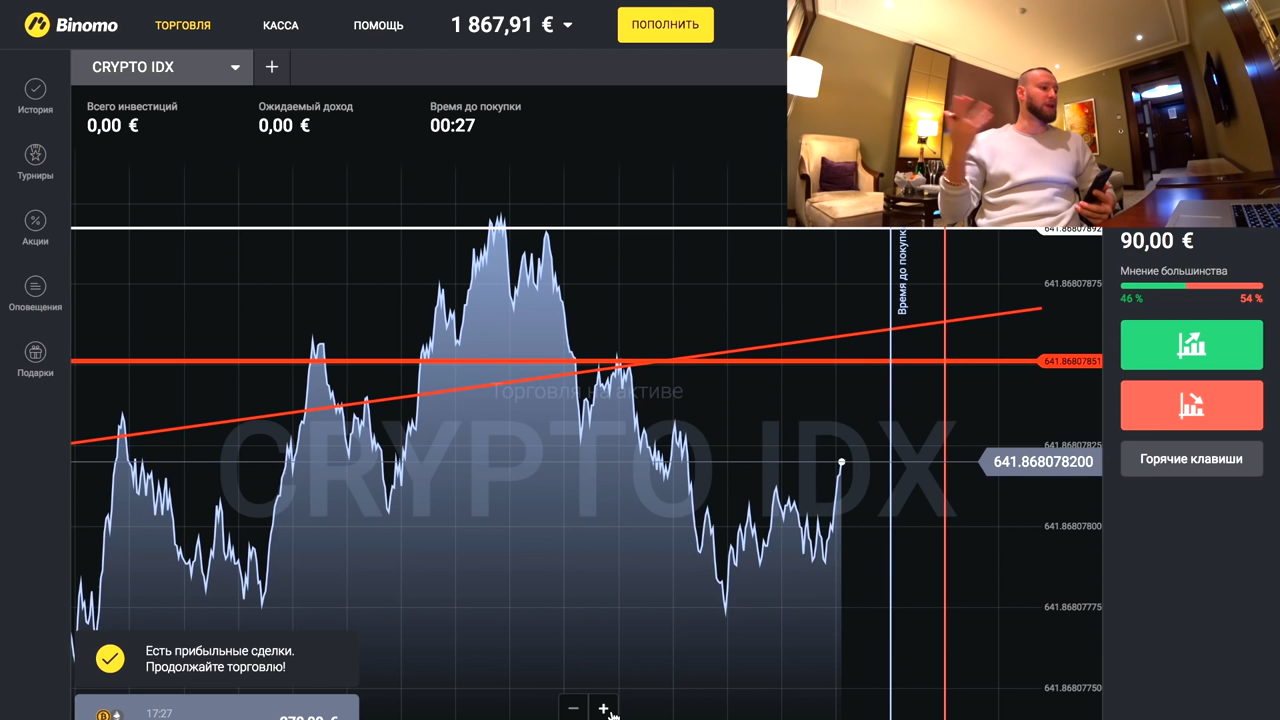 Binomo
ТОРГОВЛЯ
КАССА
ПОМОЩЬ
1 867,91 €
ПОПОЛНИТЬ
CRYPTO IDX
История
Турниры
Акции
Оповещения
Подарки
Всего инвестиций
0,00 €
Ожидаемый доход
0,00 €
Время до покупки
00:27
641.86807892
Время до покупк
641.86807875
641.86807851
Торговля на активе
CRYPTO IDX
641.86807825
641.868078200
641.86807800
641.86807775
641.86807750
90,00 €
Мнение большинства
46 %
54 %
Горячие клавиши
Есть прибыльные сделки.
Продолжайте торговлю!
17:27